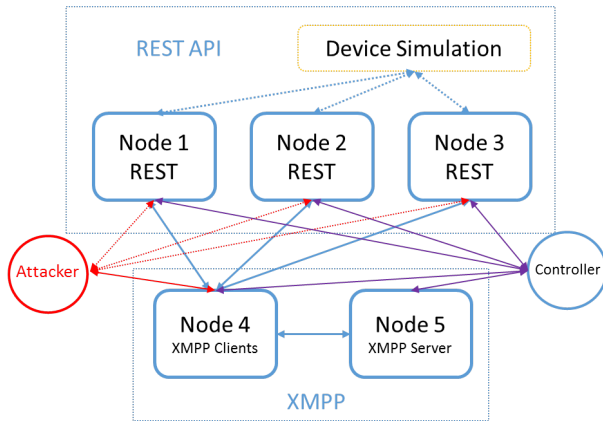 REST API
Device Simulation
Node 1
REST
Node 2
REST
Node 3
REST
Attacker
Controller
Node 4
XMPP Clients
Node 5
XMPP Server
XMPP